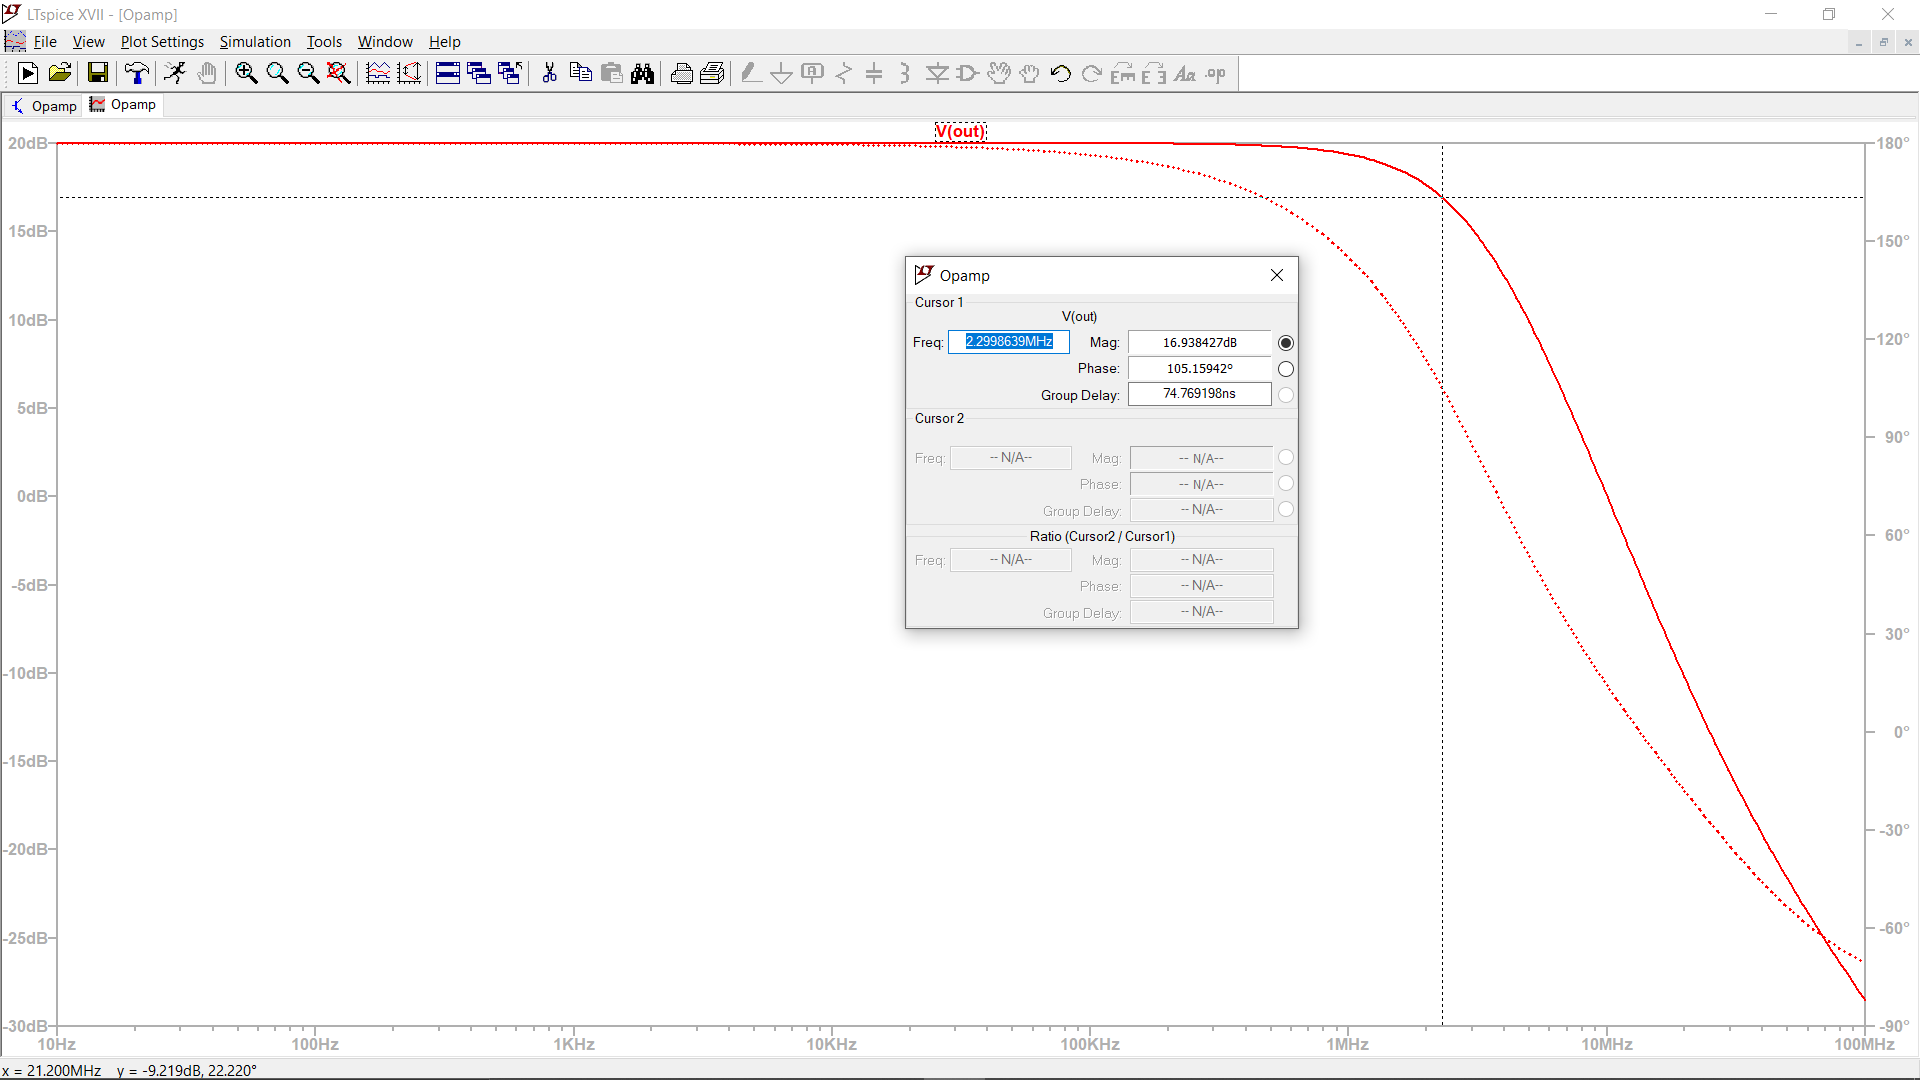 LTspice XVII - [Opamp]
File View Plot Settings Simulation Tools Window Help
Opamp Opamp
V(out)
20dB
15dB
10dB
5dB
0dB
-5dB
-10dB
-15dB
-20dB
-25dB
-30dB
180°
150°
120°
90°
60°
30°
0°
-30°
-60°
-90°
10Hz 100Hz 1KHz 10KHz 100KHz 1MHz 10MHz 100MHz
Opamp
Cursor 1
V(out)
Freq: 2.2998639MHz Mag: 16.938427dB
Phase: 105.15942°
Group Delay: 74.769198ns
Cursor 2
Freq: -- N/A-- Mag: -- N/A--
Phase: -- N/A--
Group Delay: -- N/A--
Ratio (Cursor2 / Cursor1)
Freq: -- N/A-- Mag: -- N/A--
Phase: -- N/A--
Group Delay: -- N/A--
x = 21.200MHz y = -9.219dB, 22.220°